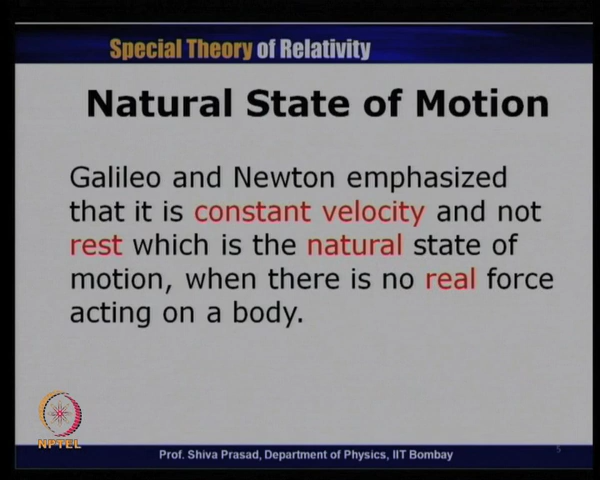 Special Theory of Relativity
Natural State of Motion
Galileo and Newton emphasized
that it is constant velocity and not
rest which is the natural state of
motion, when there is no real force
acting on a body.
NPTEL
Prof. Shiva Prasad, Department of Physics, IIT Bombay
5